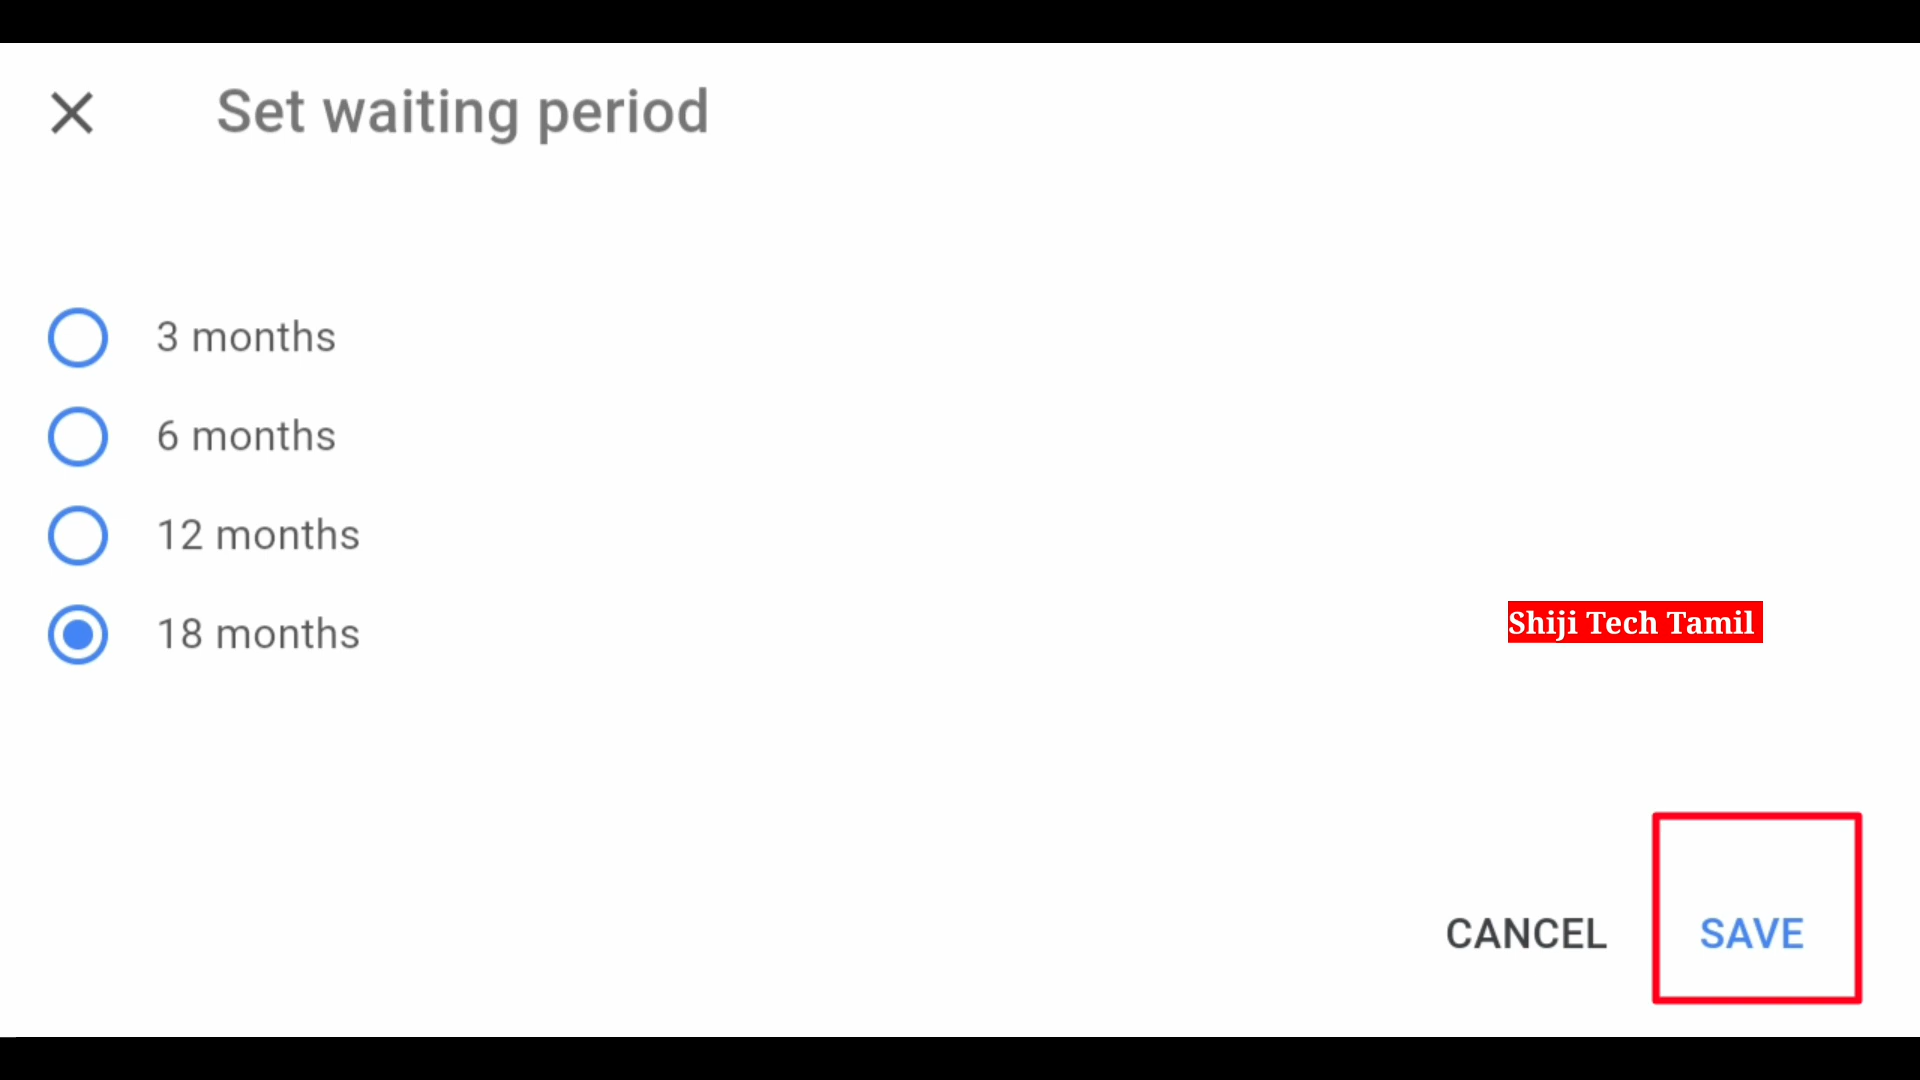 Set waiting period
3 months
6 months
12 months
18 months
Shiji Tech Tamil
CANCEL
SAVE